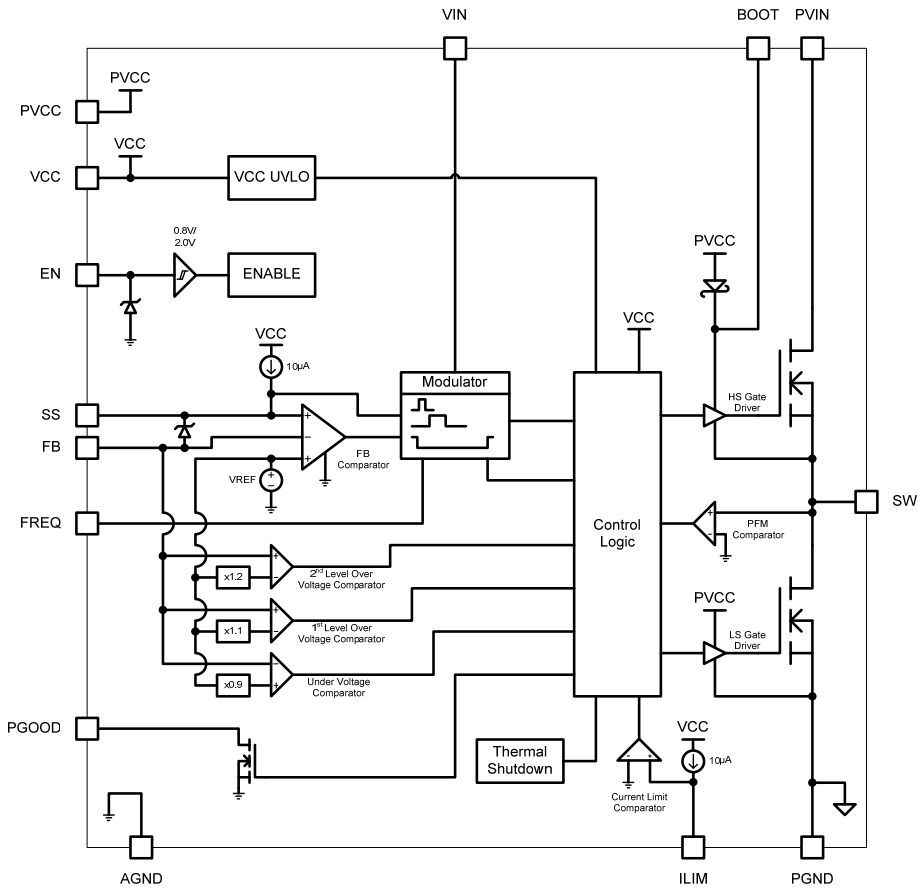 VIN
BOOT
PVIN
PVCC
PVCC
VCC
VCC
VCC UVLO
0.8V/
2.0V
EN
ENABLE
PVCC
VCC
VCC
10µA
Modulator
SS
+
HS Gate
Driver
FB
−
+
FB
Comparator
VREF
+
−
SW
FREQ
Control
Logic
+
−
PFM
Comparator
+
−
x1.2
2nd Level Over
Voltage Comparator
PVCC
+
−
x1.1
1st Level Over
Voltage Comparator
LS Gate
Driver
−
+
x0.9
Under Voltage
Comparator
PGOOD
VCC
Thermal
Shutdown
−
+
10µA
Current Limit
Comparator
AGND
ILIM
PGND